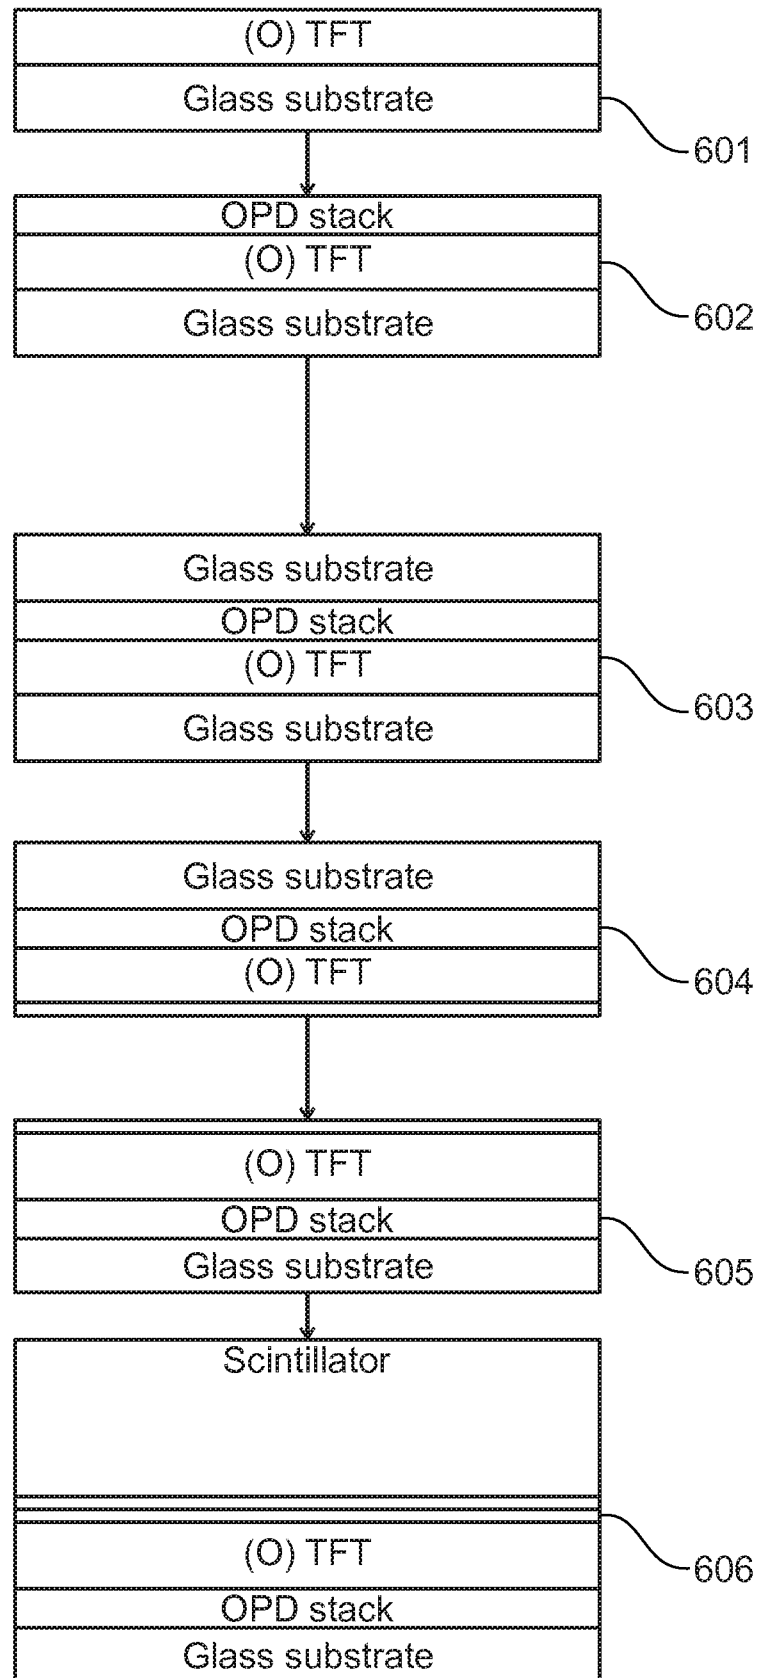 (O) TFT
Glass substrate
601
OPD stack
(O) TFT
602
Glass substrate
Glass substrate
OPD stack
(O) TFT
603
Glass substrate
Glass substrate
OPD stack
(O) TFT
604
(O) TFT
OPD stack
605
Glass substrate
Scintillator
(O) TFT
606
OPD stack
Glass substrate